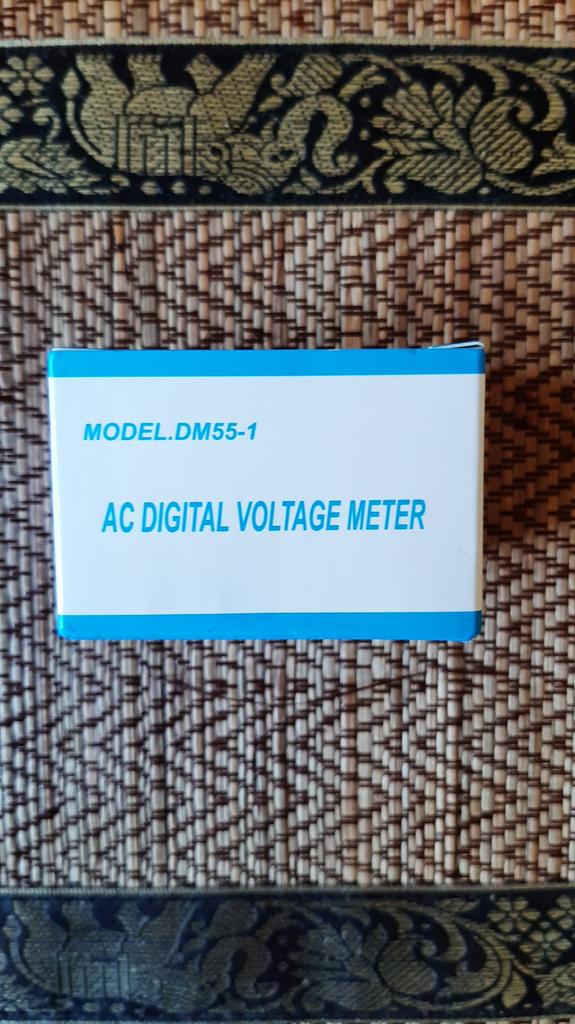 MODEL.DM55-1
AC DIGITAL VOLTAGE METER